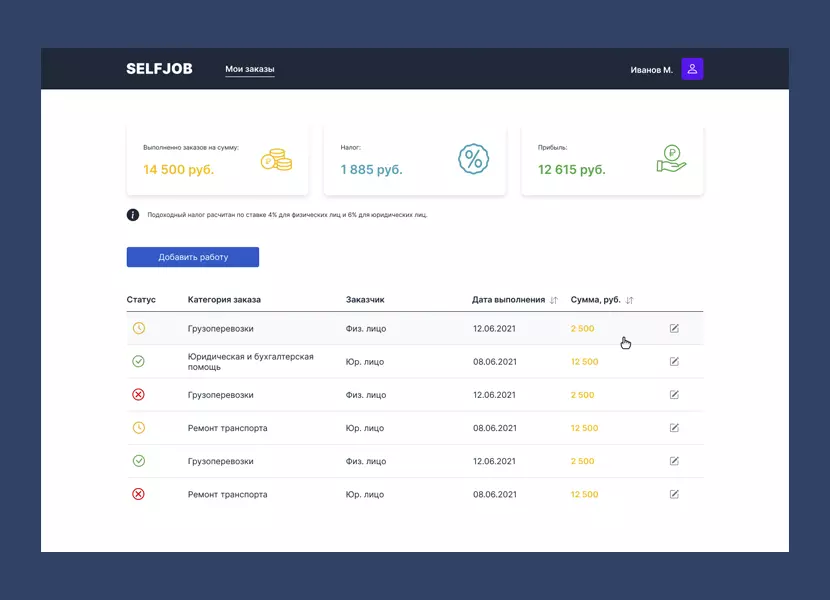 SELFJOB
Мои заказы
Иванов М.
Выполненно заказов на сумму:
14 500 руб.
Налог:
1 885 руб.
Прибыль:
12 615 руб.
Подоходный налог расчитан по ставке 4% для физических лиц и 6% для юридических лиц.
Добавить работу
Статус Категория заказа Заказчик Дата выполнения Сумма, руб.
Грузоперевозки Физ. лицо 12.06.2021 2 500
Юридическая и бухгалтерская
помощь Юр. лицо 08.06.2021 12 500
Грузоперевозки Физ. лицо 12.06.2021 2 500
Ремонт транспорта Юр. лицо 08.06.2021 12 500
Грузоперевозки Физ. лицо 12.06.2021 2 500
Ремонт транспорта Юр. лицо 08.06.2021 12 500